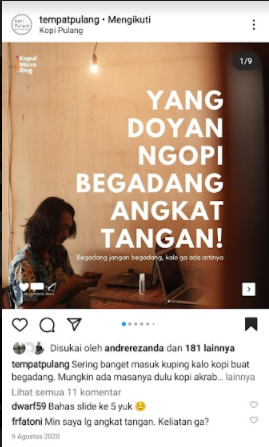 Kopi
Pulang
tempatpulang • Mengikuti
Kopi Pulang
Kopul
Micro
Blog
1/9
YANG
DOYAN
NGOPI
BEGADANG
ANGKAT
TANGAN!
Begadang jangan begadang, kalo ga ada artinya
Disukai oleh andrerezanda dan 181 lainnya
tempatpulang Sering banget masuk kuping kalo kopi buat
begadang. Mungkin ada masanya dulu kopi akrab... lainnya
Lihat semua 11 komentar
dwarf59 Bahas slide ke 5 yuk ☺️
frfatoni Min saya lg angkat tangan. Keliatan ga?
9 Agustus 2020